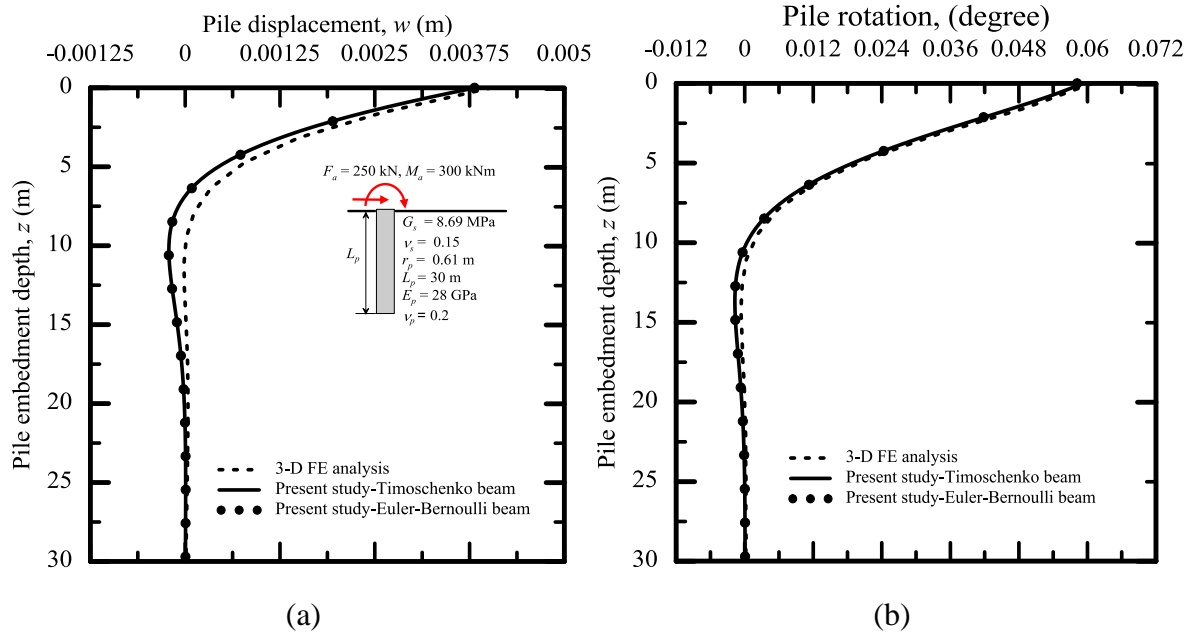 Pile displacement, w (m)
-0.00125 0 0.00125 0.0025 0.00375 0.005
Pile embedment depth, z (m)
0
5
10
15
20
25
30
F_a = 250 kN, M_a = 300 kNm
L_p
G_s = 8.69 MPa
ν_s = 0.15
r_p = 0.61 m
L_p = 30 m
E_p = 28 GPa
ν_p = 0.2
3-D FE analysis
Present study-Timoschenko beam
Present study-Euler-Bernoulli beam
(a)
Pile rotation, (degree)
-0.012 0 0.012 0.024 0.036 0.048 0.06 0.072
Pile embedment depth, z (m)
0
5
10
15
20
25
30
3-D FE analysis
Present study-Timoschenko beam
Present study-Euler-Bernoulli beam
(b)